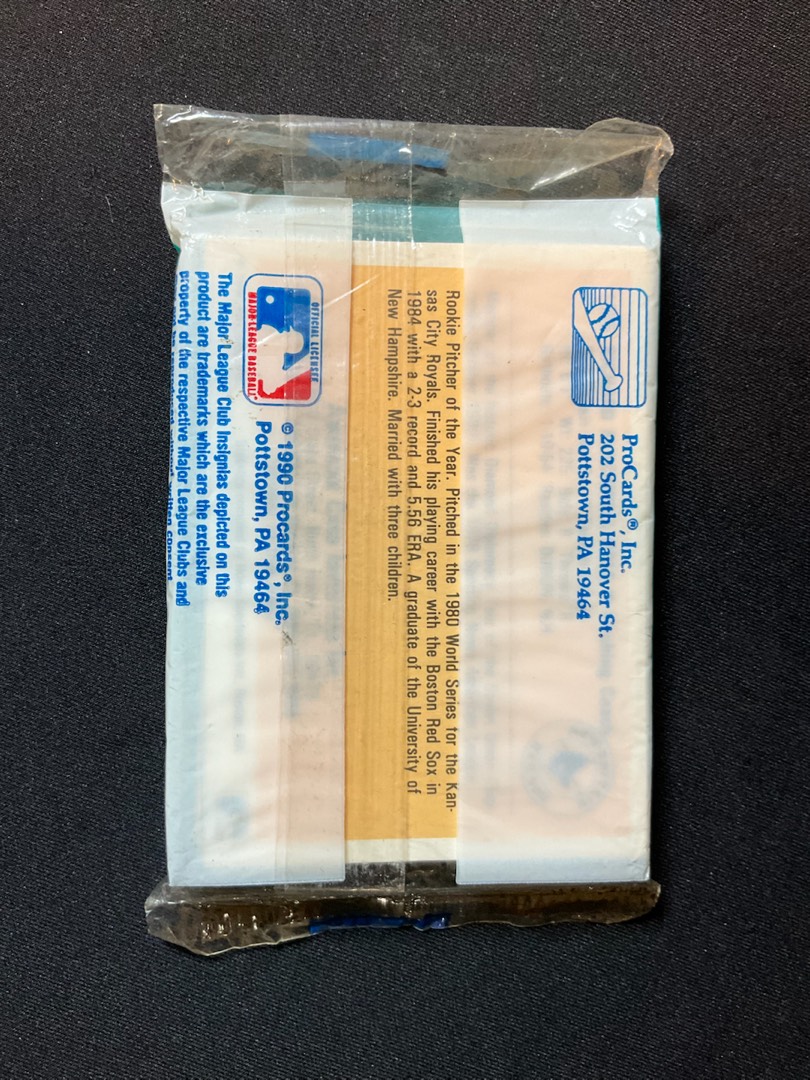 ProCards®, Inc.
202 South Hanover St.
Pottstown, PA 19464
Rookie Pitcher of the Year. Pitched in the 1980 World Series for the Kan-
sas City Royals. Finished his playing career with the Boston Red Sox in
1984 with a 2-3 record and 5.56 ERA. A graduate of the University of
New Hampshire. Married with three children.
OFFICIAL LICENSEE
MAJOR LEAGUE BASEBALL
© 1990 Procards®, Inc.
Pottstown, PA 19464
The Major League Club Insignias depicted on this
product are trademarks which are the exclusive
property of the respective Major League Clubs and
written consent